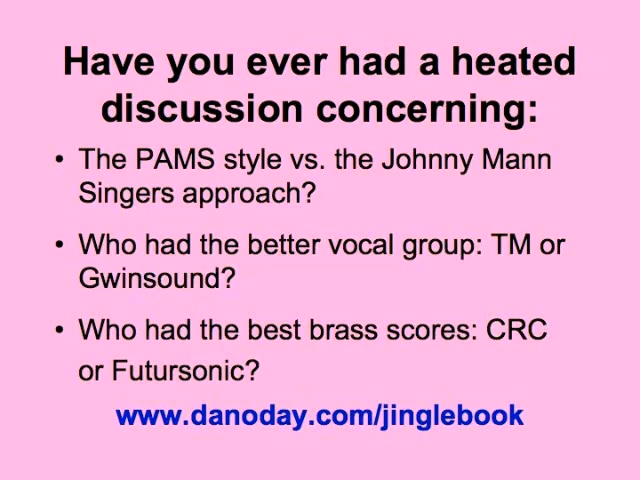 Have you ever had a heated
discussion concerning:
• The PAMS style vs. the Johnny Mann
Singers approach?
• Who had the better vocal group: TM or
Gwinsound?
• Who had the best brass scores: CRC
or Futursonic?
www.danoday.com/jinglebook